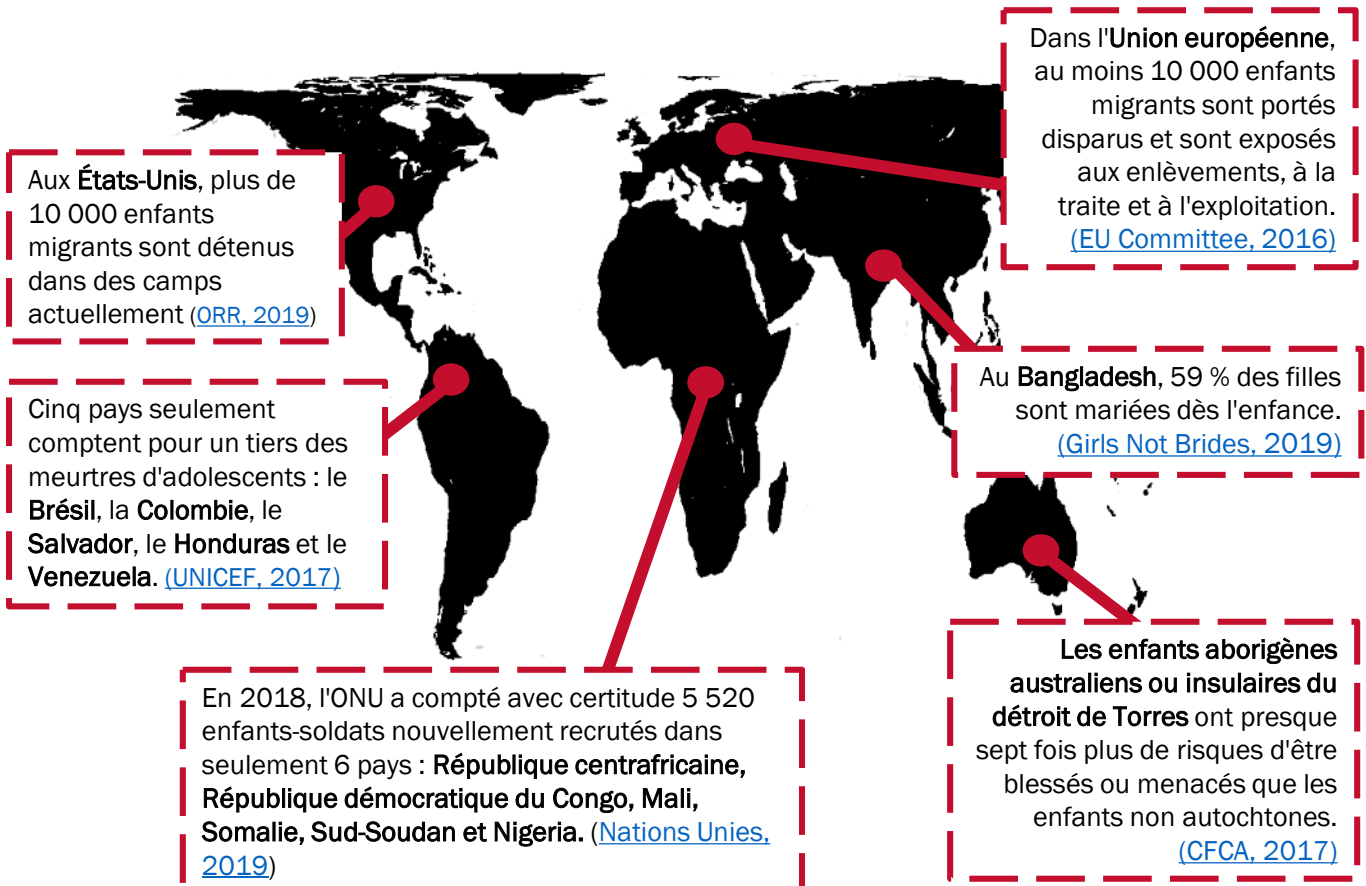 Dans l'Union européenne,
au moins 10 000 enfants
migrants sont portés
disparus et sont exposés
aux enlèvements, à la
traite et à l'exploitation.
(EU Committee, 2016)
Aux États-Unis, plus de
10 000 enfants
migrants sont détenus
dans des camps
actuellement (ORR, 2019)
Au Bangladesh, 59 % des filles
sont mariées dès l'enfance.
(Girls Not Brides, 2019)
Cinq pays seulement
comptent pour un tiers des
meurtres d'adolescents : le
Brésil, la Colombie, le
Salvador, le Honduras et le
Venezuela. (UNICEF, 2017)
Les enfants aborigènes
australiens ou insulaires du
détroit de Torres ont presque
sept fois plus de risques d'être
blessés ou menacés que les
enfants non autochtones.
(CFCA, 2017)
En 2018, l'ONU a compté avec certitude 5 520
enfants-soldats nouvellement recrutés dans
seulement 6 pays : République centrafricaine,
République démocratique du Congo, Mali,
Somalie, Sud-Soudan et Nigeria. (Nations Unies,
2019)